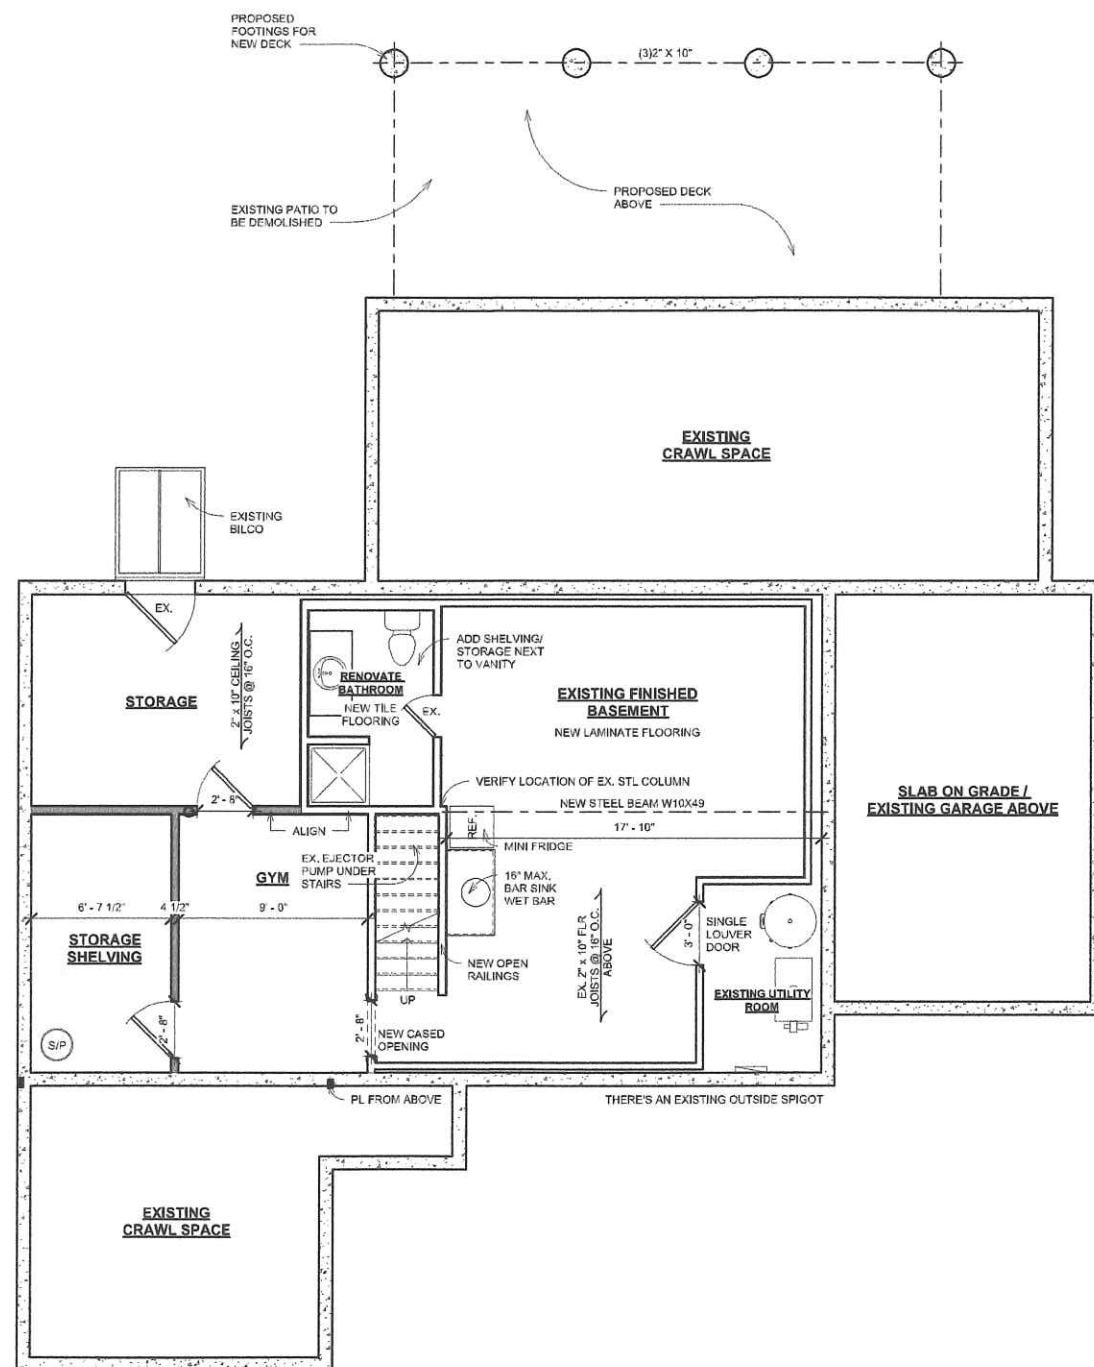 PROPOSED
FOOTINGS FOR
NEW DECK
(3)2" X 10"
EXISTING PATIO TO
BE DEMOLISHED
PROPOSED DECK
ABOVE
EXISTING
CRAWL SPACE
EXISTING
BILCO
EX.
STORAGE
2" x 10" CEILING
JOISTS @ 16" O.C.
RENOVATE
BATHROOM
NEW TILE
FLOORING
EX.
ADD SHELVING/
STORAGE NEXT
TO VANITY
EXISTING FINISHED
BASEMENT
NEW LAMINATE FLOORING
VERIFY LOCATION OF EX. STL COLUMN
NEW STEEL BEAM W10X49
17' - 10"
SLAB ON GRADE /
EXISTING GARAGE ABOVE
2' - 8"
ALIGN
REF.
MINI FRIDGE
EX. EJECTOR
PUMP UNDER
STAIRS
GYM
16" MAX.
BAR SINK
WET BAR
6' - 7 1/2"
4 1/2"
9' - 0"
STORAGE
SHELVING
NEW OPEN
RAILINGS
EX. 2" x 10" FLR
JOISTS @ 16" O.C.
ABOVE
3' - 0"
SINGLE
LOUVER
DOOR
EXISTING UTILITY
ROOM
UP
S/P
2' - 8"
2' - 8"
NEW CASED
OPENING
PL FROM ABOVE
THERE'S AN EXISTING OUTSIDE SPIGOT
EXISTING
CRAWL SPACE